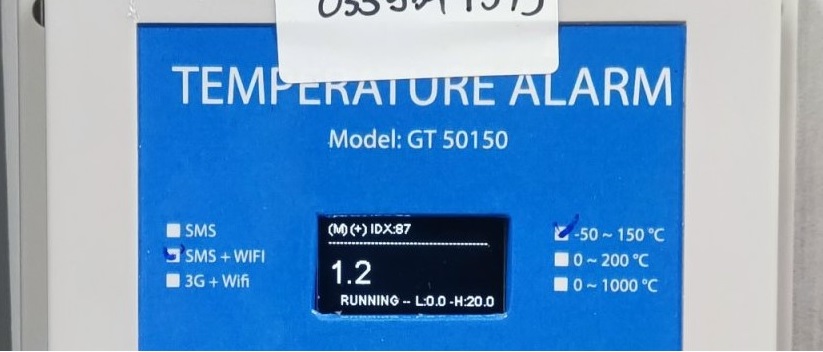 TEMPERATURE ALARM
Model: GT 50150
SMS
SMS + WIFI
3G + Wifi
(M) (+) IDX:87
1.2
RUNNING -- L:0.0 -H:20.0
-50 ~ 150 °C
0 ~ 200 °C
0 ~ 1000 °C